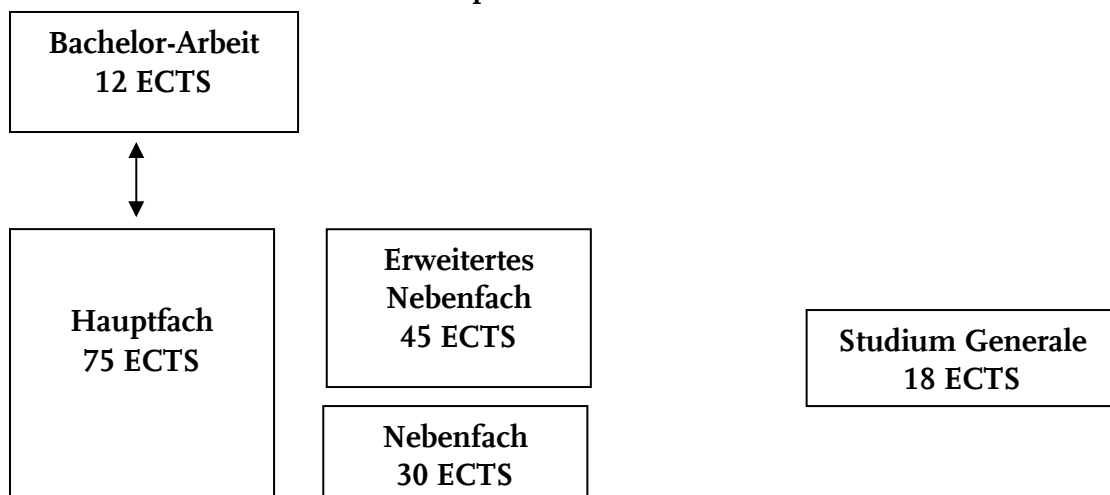 Bachelor-Arbeit
12 ECTS
Hauptfach
75 ECTS
Erweitertes
Nebenfach
45 ECTS
Nebenfach
30 ECTS
Studium Generale
18 ECTS